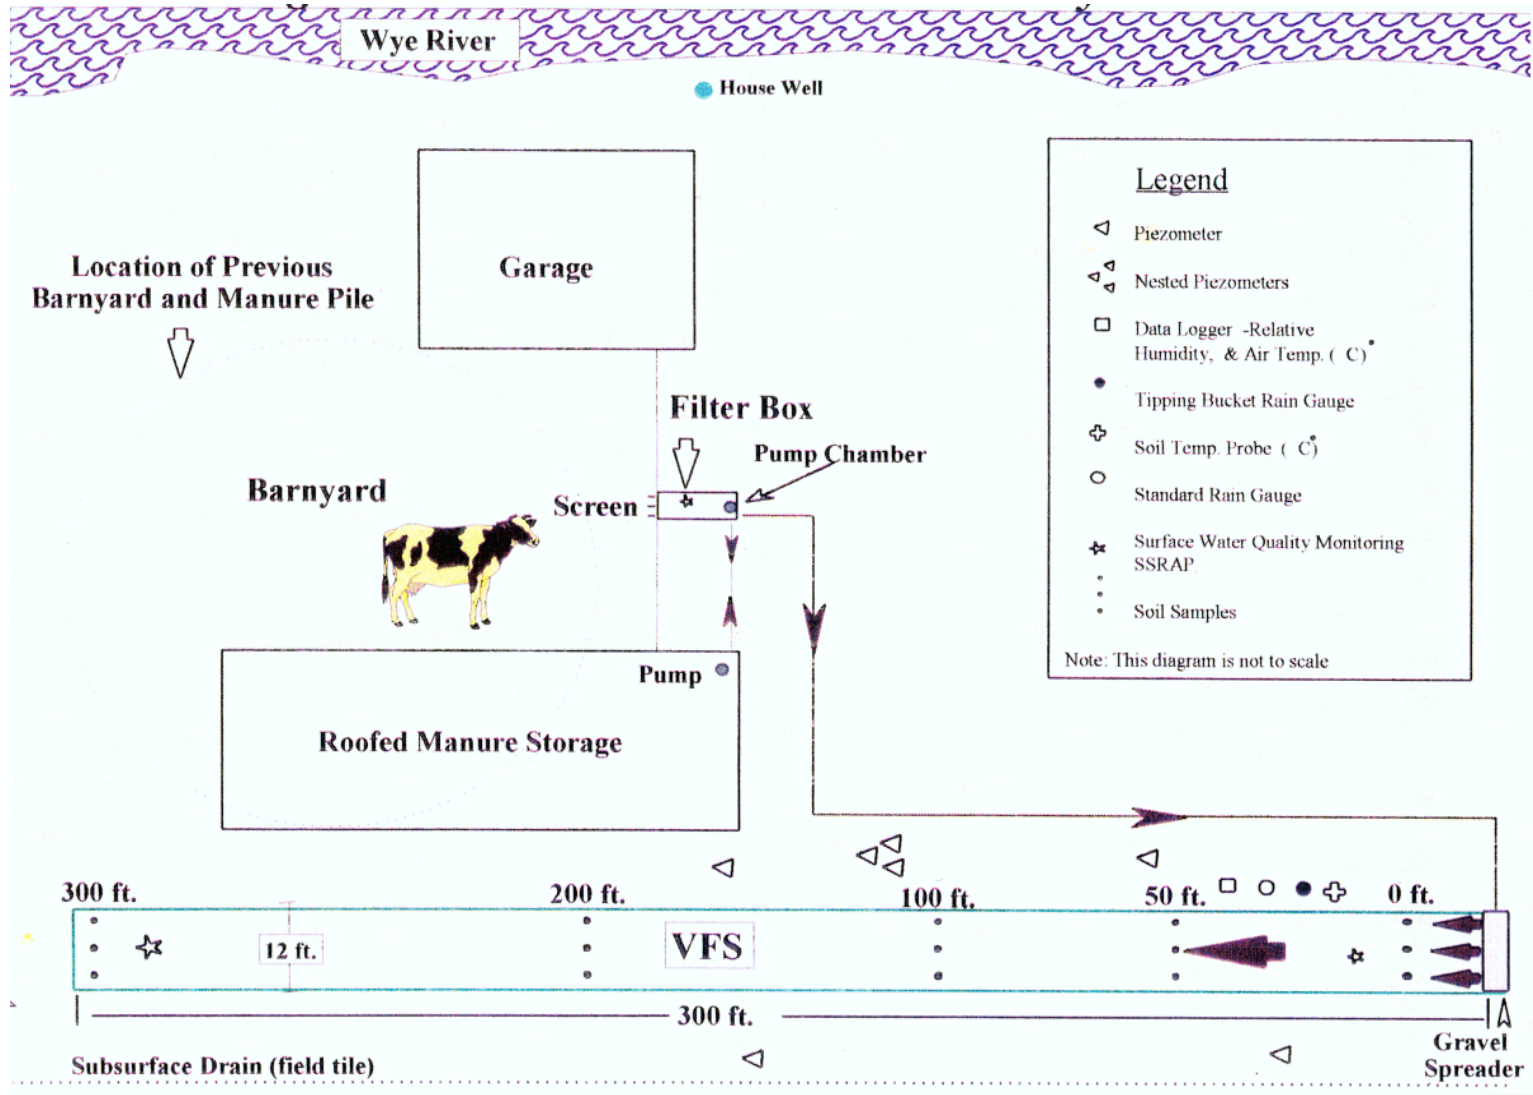 Wye River
House Well
Garage
Location of Previous
Barnyard and Manure Pile
Filter Box
Pump Chamber
Barnyard
Screen
Pump
Roofed Manure Storage
Legend
Piezometer
Nested Piezometers
Data Logger -Relative
Humidity, & Air Temp. ( C)°
Tipping Bucket Rain Gauge
Soil Temp. Probe ( C°)
Standard Rain Gauge
Surface Water Quality Monitoring
SSRAP
Soil Samples
Note: This diagram is not to scale
300 ft.
200 ft.
100 ft.
50 ft.
0 ft.
12 ft.
VFS
300 ft.
Gravel
Spreader
Subsurface Drain (field tile)